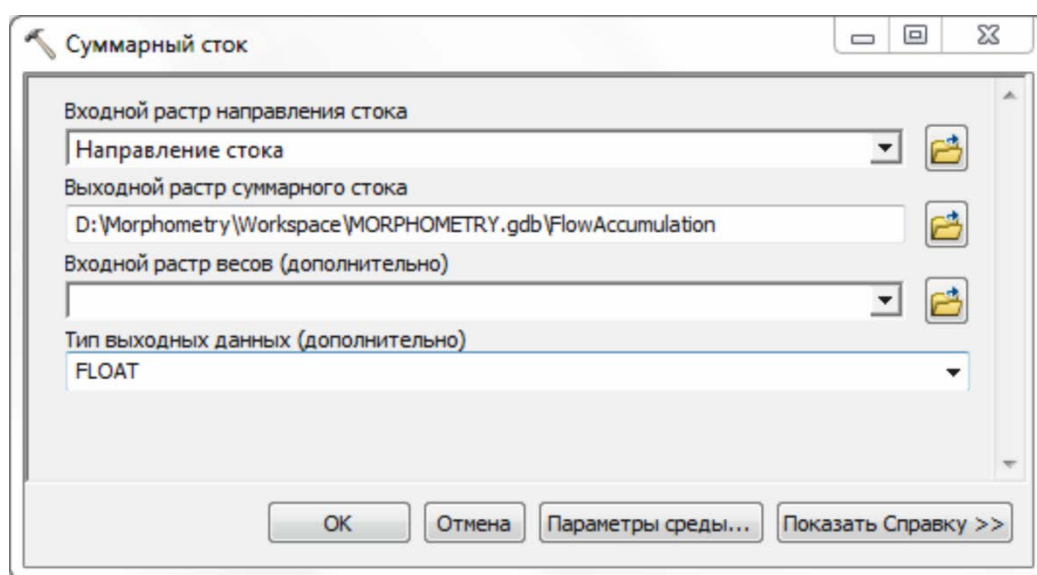 Суммарный сток
Входной растр направления стока
Направление стока
Выходной растр суммарного стока
D:\Morphometry\Workspace\MORPHOMETRY.gdb\FlowAccumulation
Входной растр весов (дополнительно)
Тип выходных данных (дополнительно)
FLOAT
ОК Отмена Параметры среды... Показать Справку >>